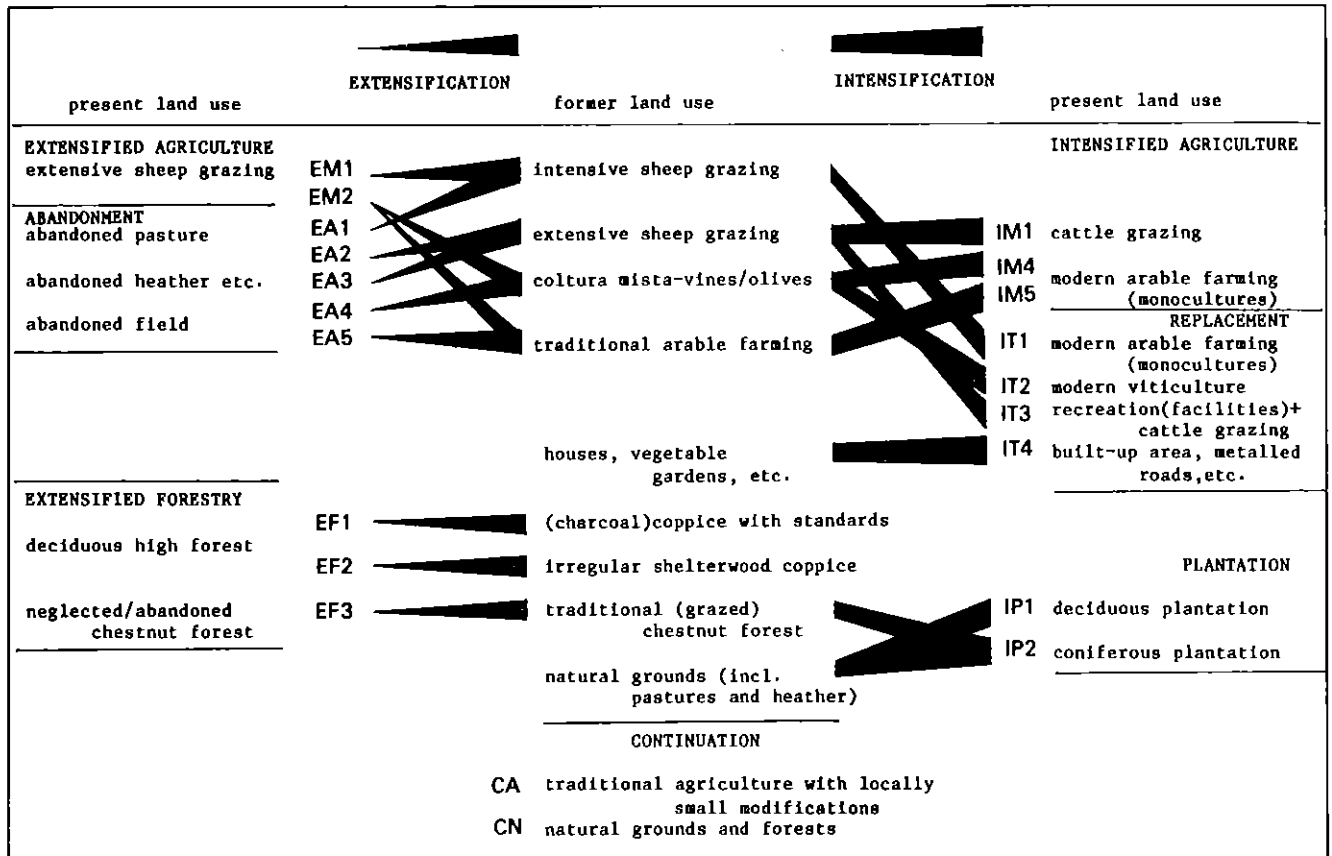 EXTENSIFICATION INTENSIFICATION
present land use former land use present land use
EXTENSIFIED AGRICULTURE INTENSIFIED AGRICULTURE
extensive sheep grazing EM1 intensive sheep grazing
EM2
ABANDONMENT
abandoned pasture EA1 extensive sheep grazing IM1 cattle grazing
EA2
abandoned heather etc. EA3 coltura mista-vines/olives IM4 modern arable farming
(monocultures)
EA4 IM5
abandoned field REPLACEMENT
EA5 traditional arable farming IT1 modern arable farming
(monocultures)
IT2 modern viticulture
IT3 recreation(facilities)+
cattle grazing
houses, vegetable IT4 built-up area, metalled
gardens, etc. roads,etc.
EXTENSIFIED FORESTRY
EF1 (charcoal)coppice with standards
deciduous high forest
EF2 irregular shelterwood coppice PLANTATION
neglected/abandoned EF3 traditional (grazed) IP1 deciduous plantation
chestnut forest chestnut forest
IP2 coniferous plantation
natural grounds (incl.
pastures and heather)
CONTINUATION
CA traditional agriculture with locally
small modifications
CN natural grounds and forests